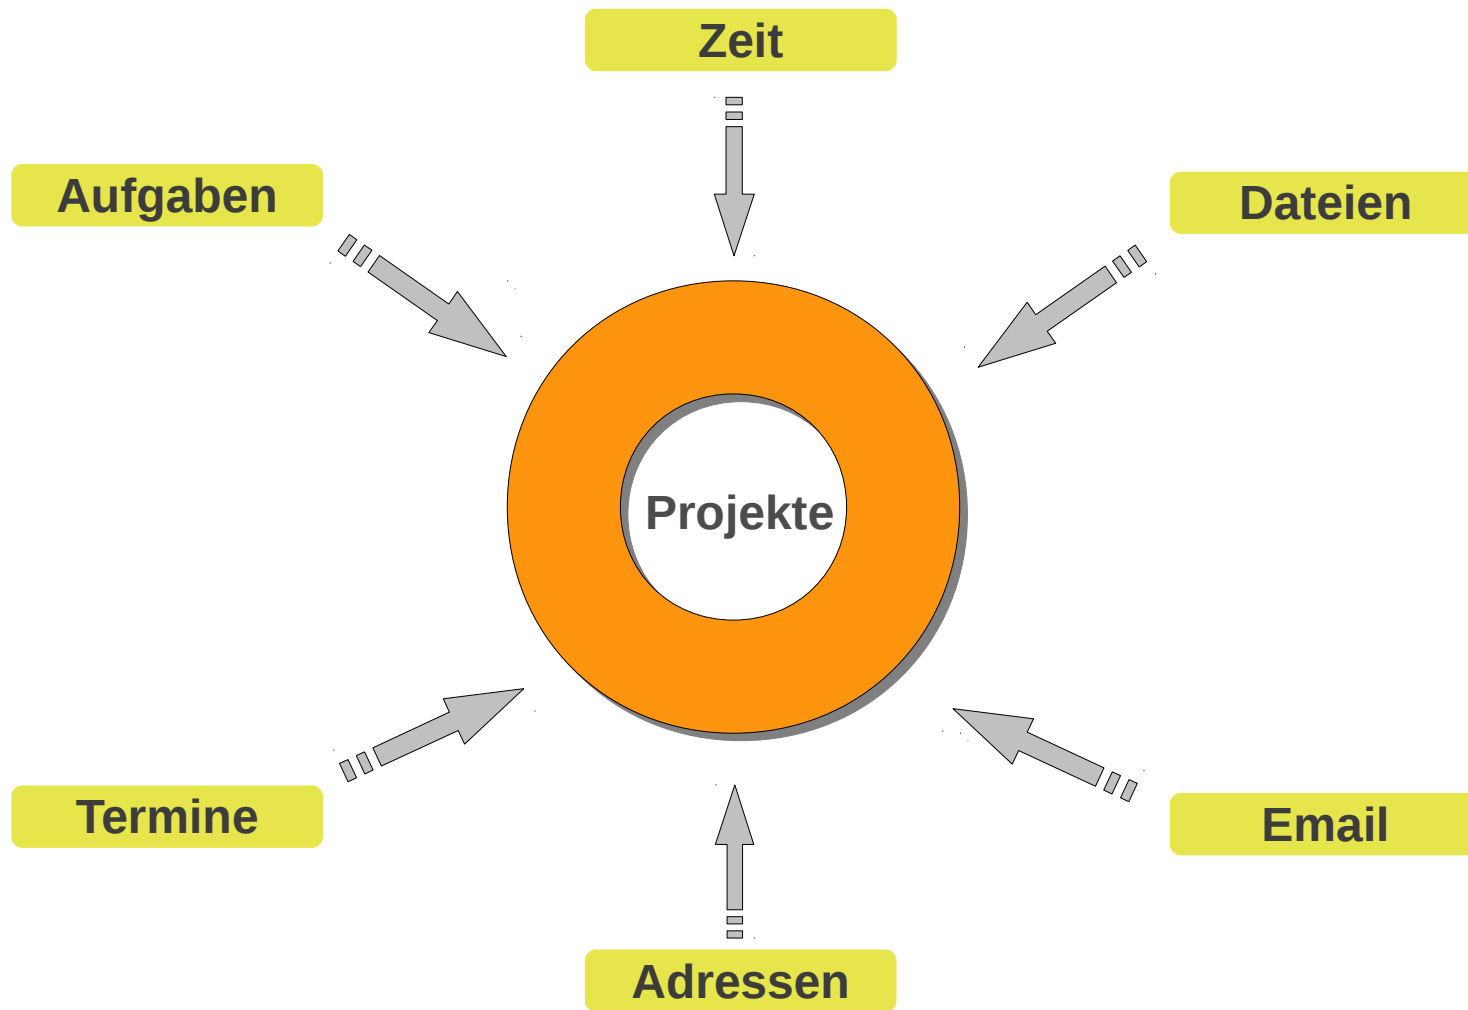 Zeit
Aufgaben
Dateien
Projekte
Termine
Email
Adressen